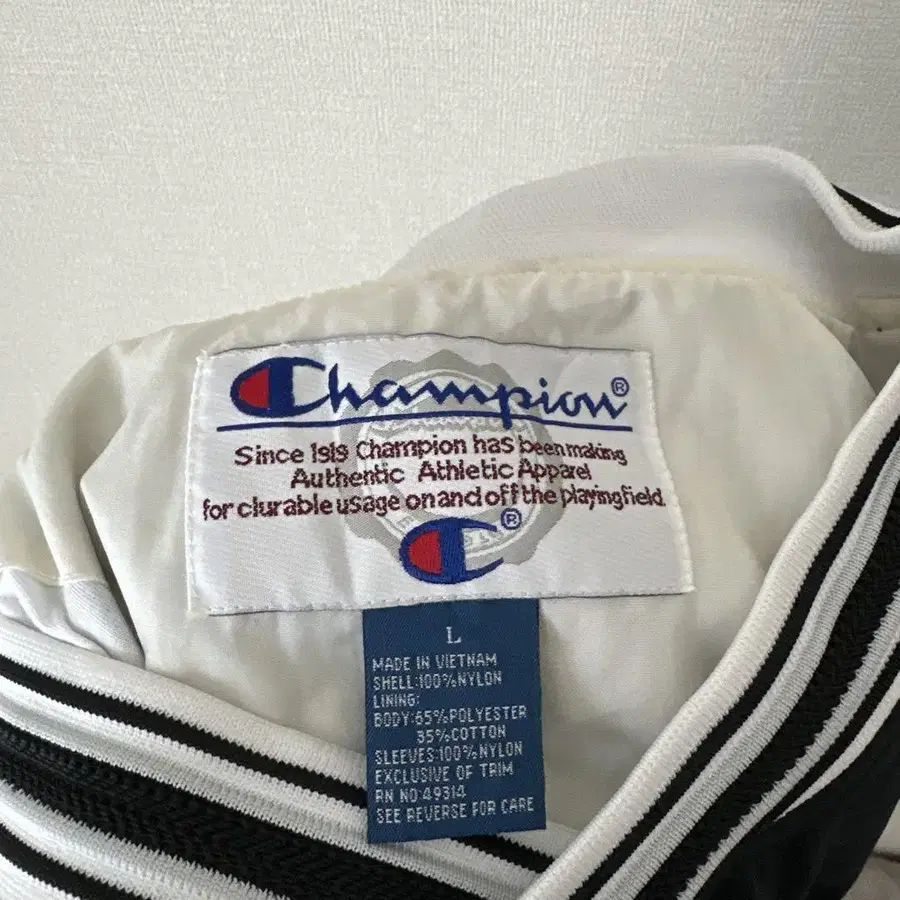 Champion®
Since 1919 Champion has been making
Authentic Athletic Apparel
for durable usage on and off the playing field.
®
L
MADE IN VIETNAM
SHELL:100%NYLON
LINING:
BODY:65%POLYESTER
35%COTTON
SLEEVES:100%NYLON
EXCLUSIVE OF TRIM
RN NO:49314
SEE REVERSE FOR CARE